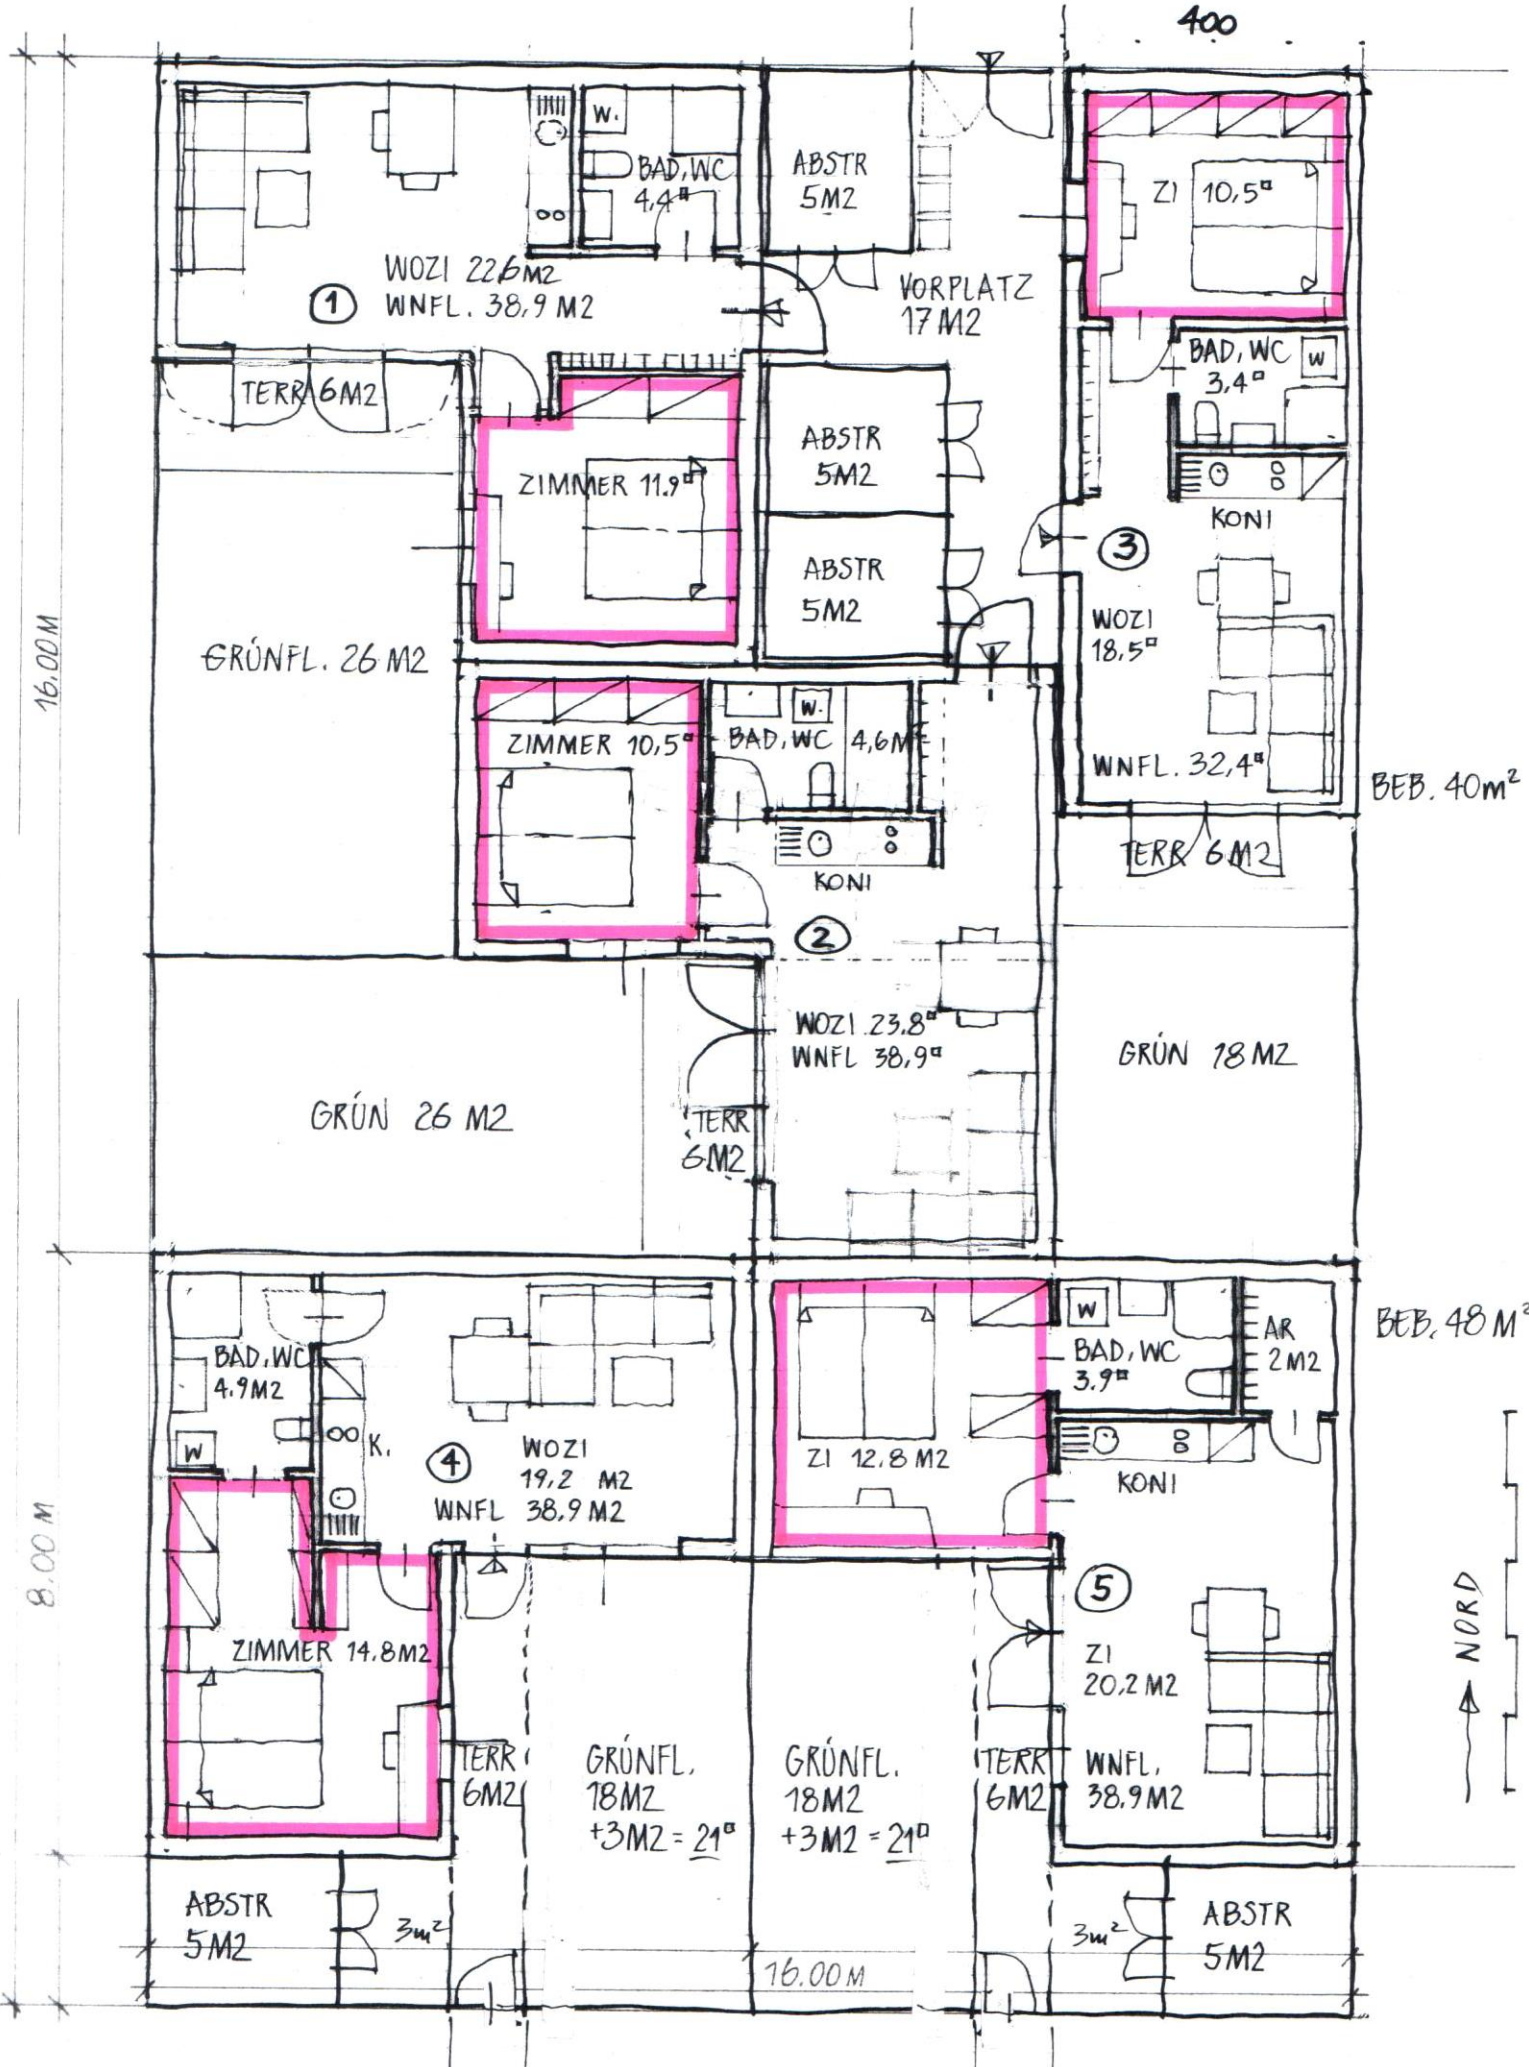 400
W.
BAD, WC
4,4¤
ABSTR
5M2
ZI 10,5¤
WOZI 22,6M2
WNFL. 38,9 M2
1
VORPLATZ
17 M2
BAD, WC
3,4¤
W
TERR 6M2
ZIMMER 11.9¤
ABSTR
5M2
KONI
3
ABSTR
5M2
WOZI
18,5¤
16.00M
GRÜNFL. 26 M2
ZIMMER 10,5¤
W.
BAD, WC 4,6M
WNFL. 32,4¤
BEB. 40m²
TERR 6M2
KONI
2
WOZI 23.8¤
WNFL 38,9¤
GRÜN 18 M2
GRÜN 26 M2
TERR
6M2
W
BAD, WC
3.9¤
AR
2M2
BEB. 48 M²
BAD, WC
4.9M2
W
K.
4
WOZI
19,2 M2
WNFL 38.9 M2
ZI 12.8 M2
KONI
8.00 M
5
ZIMMER 14.8M2
ZI
20,2 M2
NORD
TERR
6M2
GRÜNFL.
18M2
+3M2 = 21¤
GRÜNFL.
18M2
+3M2 = 21¤
TERR
6M2
WNFL.
38,9M2
ABSTR
5M2
3m²
3m²
ABSTR
5M2
16.00M